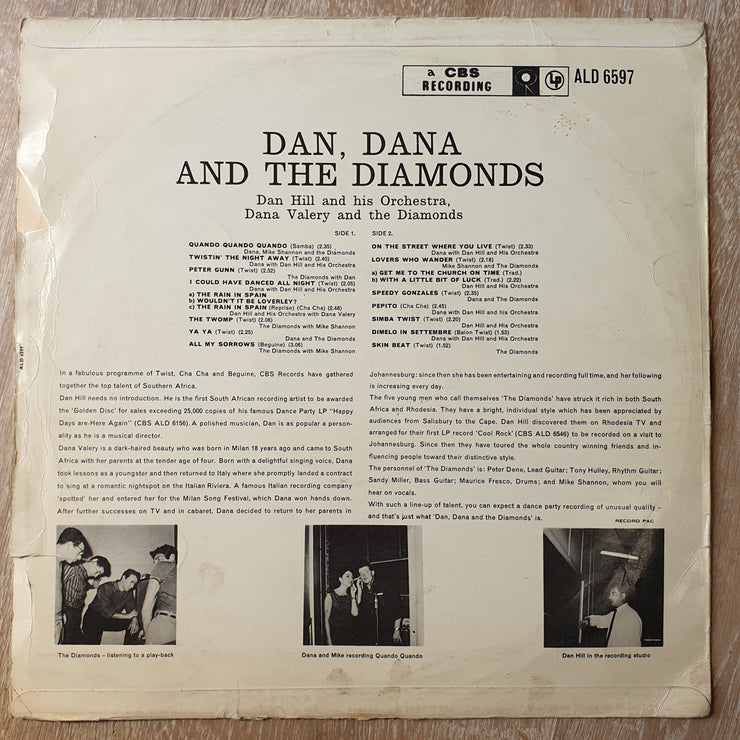 a CBS
RECORDING
LP
ALD 6597
DAN, DANA
AND THE DIAMONDS
Dan Hill and his Orchestra,
Dana Valery and the Diamonds
SIDE 1.
QUANDO QUANDO QUANDO (Samba) (2.35)
Dana, Mike Shannon and the Diamonds
TWISTIN' THE NIGHT AWAY (Twist) (2.40)
Dana with Dan Hill and His Orchestra
PETER GUNN (Twist) (2.52)
The Diamonds with Dan
I COULD HAVE DANCED ALL NIGHT (Twist) (2.05)
Dana with Dan Hill and His Orchestra
a) THE RAIN IN SPAIN
b) WOULDN'T IT BE LOVERLEY?
c) THE RAIN IN SPAIN (Reprise) (Cha Cha) (2.48)
Dan Hill and His Orchestra with Dana Valery
THE TWOMP (Twist) (2.06)
The Diamonds with Mike Shannon
YA YA (Twist) (2.25)
Dana and The Diamonds
ALL MY SORROWS (Beguine) (3.06)
The Diamonds with Mike Shannon
SIDE 2.
ON THE STREET WHERE YOU LIVE (Twist) (2.33)
Dana with Dan Hill and His Orchestra
LOVERS WHO WANDER (Twist) (2.18)
Mike Shannon and The Diamonds
a) GET ME TO THE CHURCH ON TIME (Trad.)
b) WITH A LITTLE BIT OF LUCK (Trad.) (2.22)
Dan Hill and His Orchestra
SPEEDY GONZALES (Twist) (2.35)
Dana and The Diamonds
PEPITO (Cha Cha) (2.45)
Dana with Dan Hill and his Orchestra
SIMBA TWIST (Twist) (2.20)
Dan Hill and His Orchestra
DIMELO IN SETTEMBRE (Baion Twist) (1.53)
Dana with Dan Hill and his Orchestra
SKIN BEAT (Twist) (1.52)
The Diamonds
ALD 6597
In a fabulous programme of Twist, Cha Cha and Beguine, CBS Records have gathered
together the top talent of Southern Africa.
Dan Hill needs no introduction. He is the first South African recording artist to be awarded
the 'Golden Disc' for sales exceeding 25,000 copies of his famous Dance Party LP "Happy
Days are-Here Again" (CBS ALD 6156). A polished musician, Dan is as popular a person-
ality as he is a musical director.
Dana Valery is a dark-haired beauty who was born in Milan 18 years ago and came to South
Africa with her parents at the tender age of four. Born with a delightful singing voice, Dana
took lessons as a youngster and then returned to Italy where she promptly landed a contract
to sing at a romantic nightspot on the Italian Riviera. A famous Italian recording company
'spotted' her and entered her for the Milan Song Festival, which Dana won hands down.
After further successes on TV and in cabaret, Dana decided to return to her parents in
Johannesburg: since then she has been entertaining and recording full time, and her following
is increasing every day.
The five young men who call themselves 'The Diamonds' have struck it rich in both South
Africa and Rhodesia. They have a bright, individual style which has been appreciated by
audiences from Salisbury to the Cape. Dan Hill discovered them on Rhodesia TV and
arranged for their first LP record 'Cool Rock' (CBS ALD 6546) to be recorded on a visit to
Johannesburg. Since then they have toured the whole country winning friends and in-
fluencing people toward their distinctive style.
The personnel of 'The Diamonds' is: Peter Dene, Lead Guitar; Tony Hulley, Rhythm Guitar;
Sandy Miller, Bass Guitar; Maurice Fresco, Drums; and Mike Shannon, whom you will
hear on vocals.
With such a line-up of talent, you can expect a dance party recording of unusual quality –
and that's just what 'Dan, Dana and the Diamonds' is.
RECORD PAC
The Diamonds – listening to a play-back
Dana and Mike recording Quando Quando
Dan Hill in the recording studio